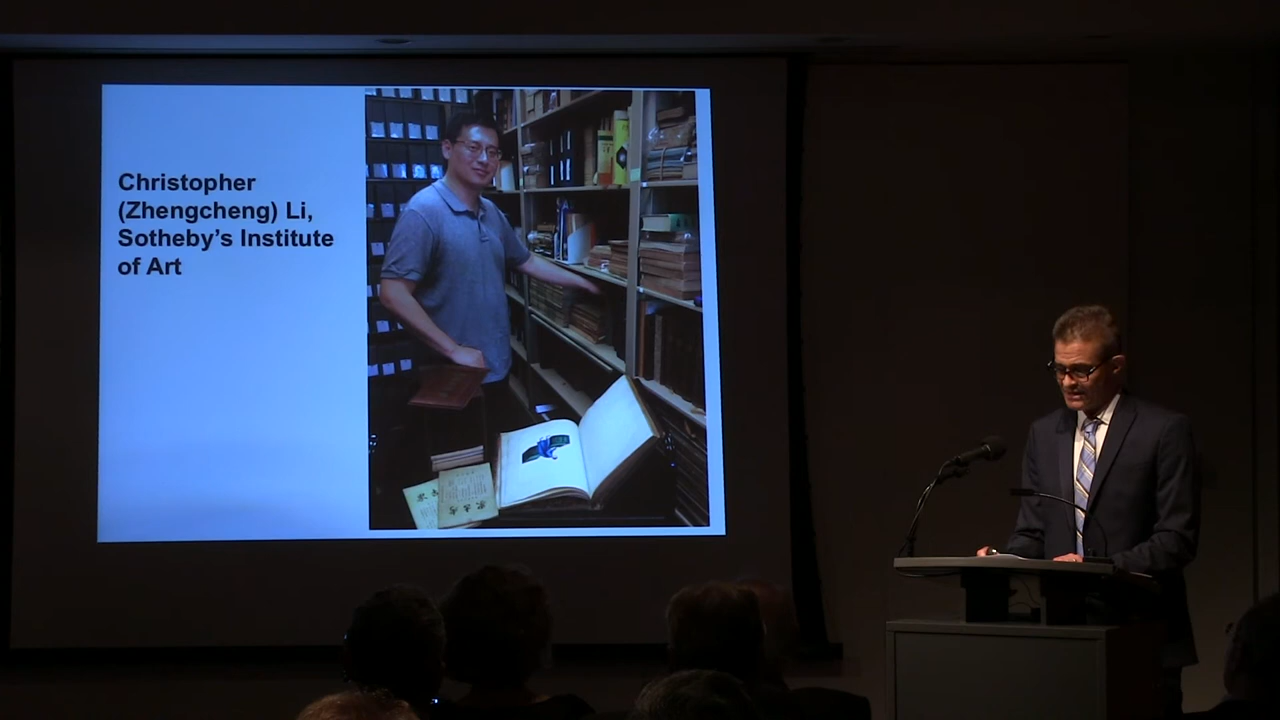 Christopher
(Zhengcheng) Li,
Sotheby's Institute
of Art